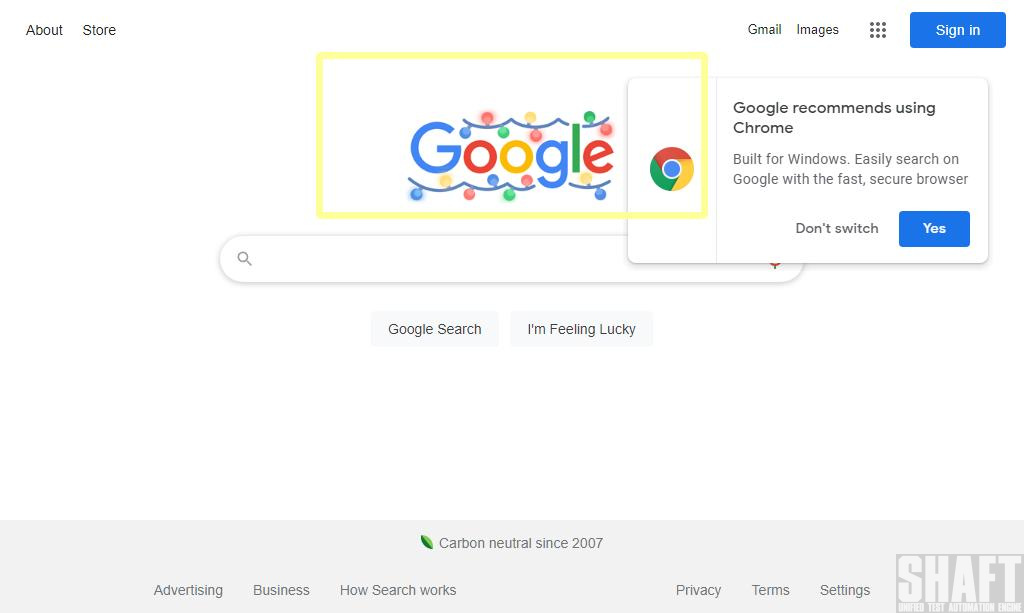 About Store
Gmail Images Sign in
Google
Google recommends using
Chrome
Built for Windows. Easily search on
Google with the fast, secure browser
Don't switch Yes
Google Search I'm Feeling Lucky
Carbon neutral since 2007
Advertising Business How Search works
Privacy Terms Settings
SHAFT
UNIFIED TEST AUTOMATION ENGINE